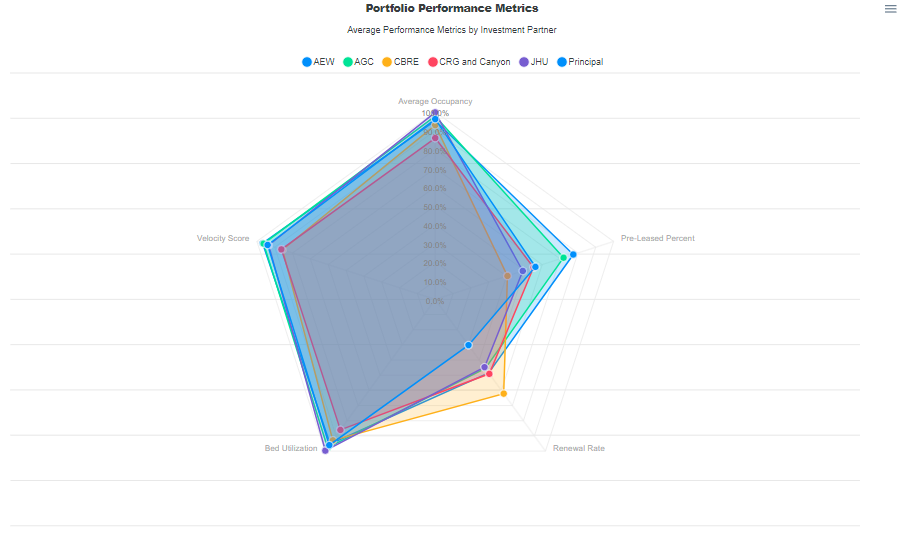 Portfolio Performance Metrics
Average Performance Metrics by Investment Partner
AEW AGC CBRE CRG and Canyon JHU Principal
Average Occupancy
100.0%
90.0%
80.0%
70.0%
60.0%
50.0%
Velocity Score
Pre-Leased Percent
40.0%
30.0%
20.0%
10.0%
0.0%
Bed Utilization
Renewal Rate